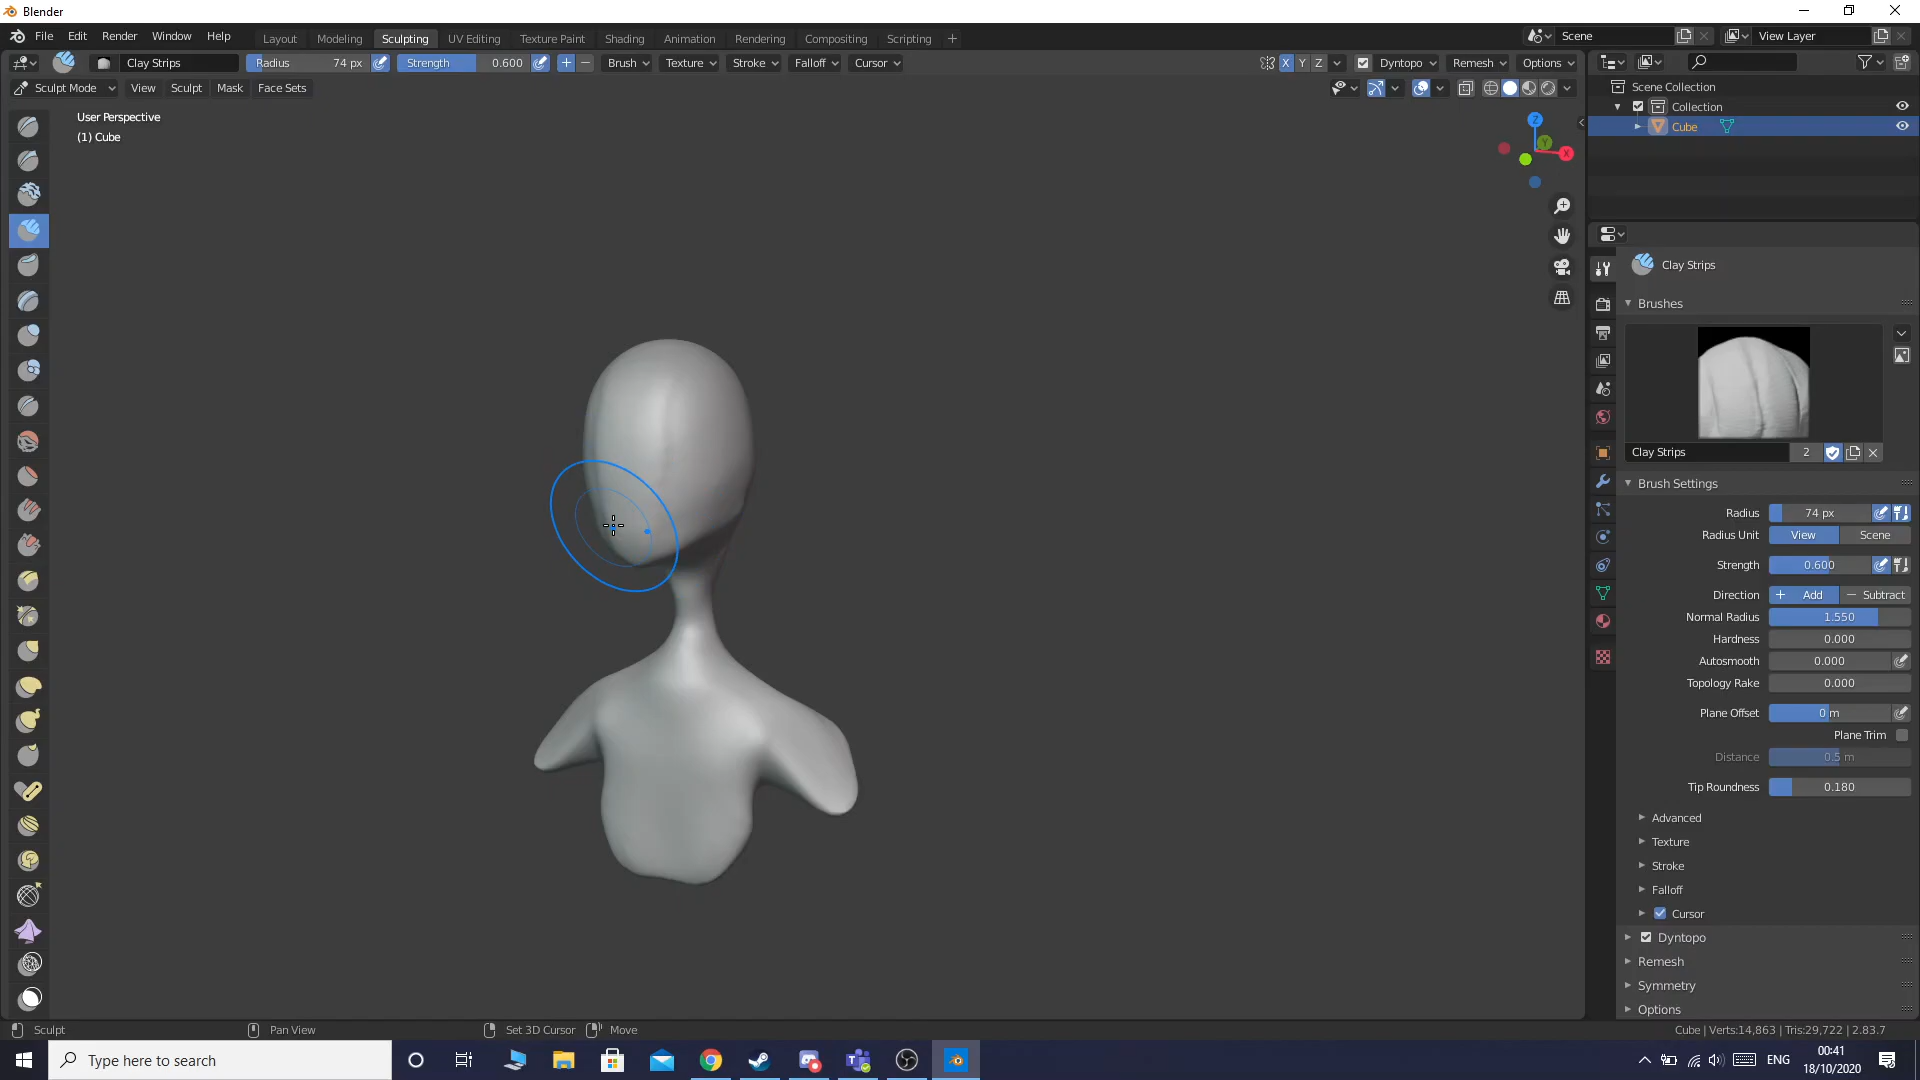 Blender
File Edit Render Window Help Layout Modeling Sculpting UV Editing Texture Paint Shading Animation Rendering Compositing Scripting + Scene View Layer
Clay Strips Radius 74 px Strength 0.600 + − Brush Texture Stroke Falloff Cursor X Y Z Dyntopo Remesh Options
Sculpt Mode View Sculpt Mask Face Sets
Scene Collection
Collection
Cube
User Perspective
(1) Cube
Z
Y
X
Clay Strips
Brushes
Clay Strips 2
Brush Settings
Radius 74 px
Radius Unit View Scene
Strength 0.600
Direction + Add − Subtract
Normal Radius 1.550
Hardness 0.000
Autosmooth 0.000
Topology Rake 0.000
Plane Offset 0 m
Plane Trim
Distance 0.5 m
Tip Roundness 0.180
Advanced
Texture
Stroke
Falloff
Cursor
Dyntopo
Remesh
Symmetry
Options
Sculpt Pan View Set 3D Cursor Move Cube | Verts:14,863 | Tris:29,722 | 2.83.7
Type here to search ENG 00:41
18/10/2020